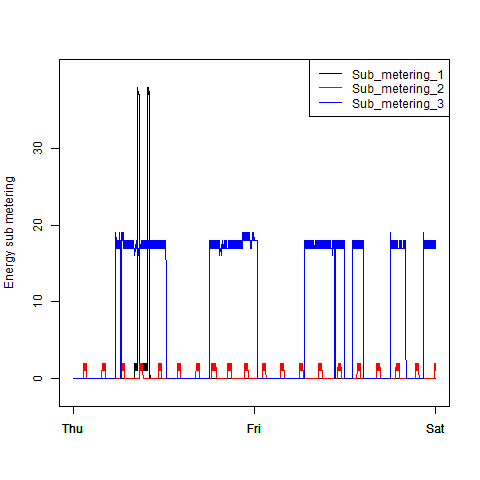 Sub_metering_1
Sub_metering_2
Sub_metering_3
Energy sub metering
30
20
10
0
Thu Fri Sat